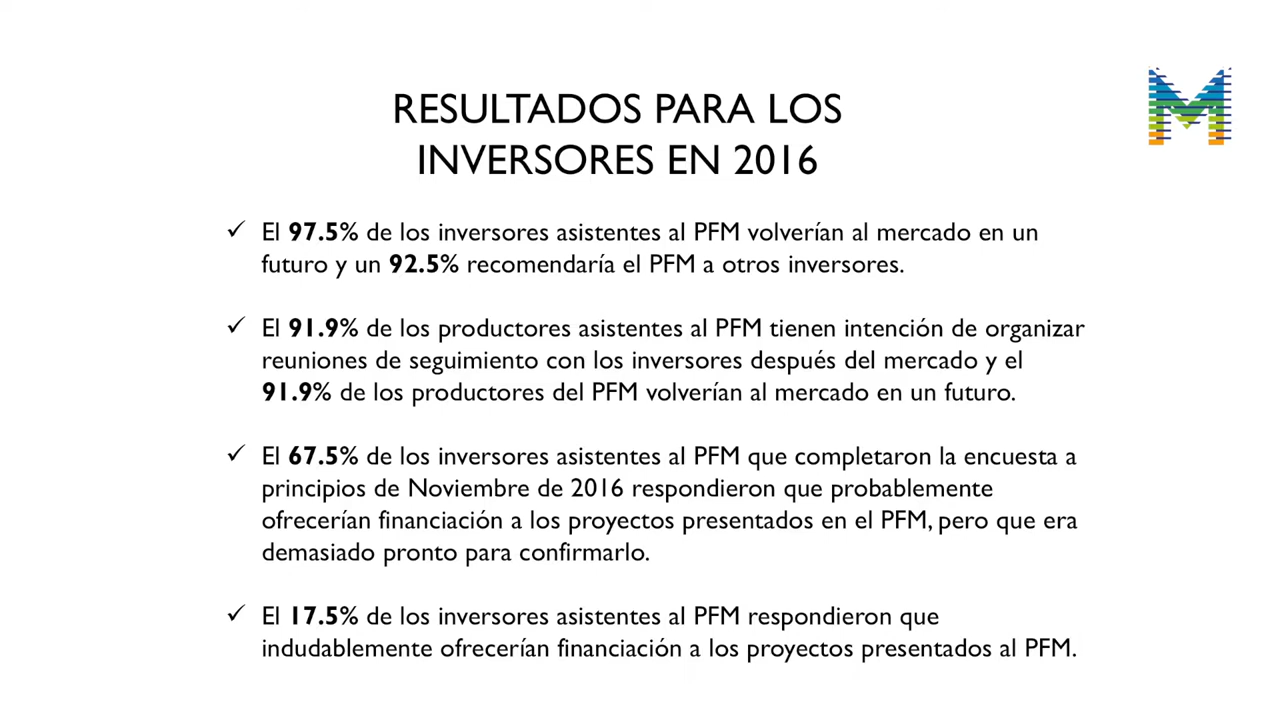 RESULTADOS PARA LOS
INVERSORES EN 2016
✓ El 97.5% de los inversores asistentes al PFM volverían al mercado en un
futuro y un 92.5% recomendaría el PFM a otros inversores.
✓ El 91.9% de los productores asistentes al PFM tienen intención de organizar
reuniones de seguimiento con los inversores después del mercado y el
91.9% de los productores del PFM volverían al mercado en un futuro.
✓ El 67.5% de los inversores asistentes al PFM que completaron la encuesta a
principios de Noviembre de 2016 respondieron que probablemente
ofrecerían financiación a los proyectos presentados en el PFM, pero que era
demasiado pronto para confirmarlo.
✓ El 17.5% de los inversores asistentes al PFM respondieron que
indudablemente ofrecerían financiación a los proyectos presentados al PFM.